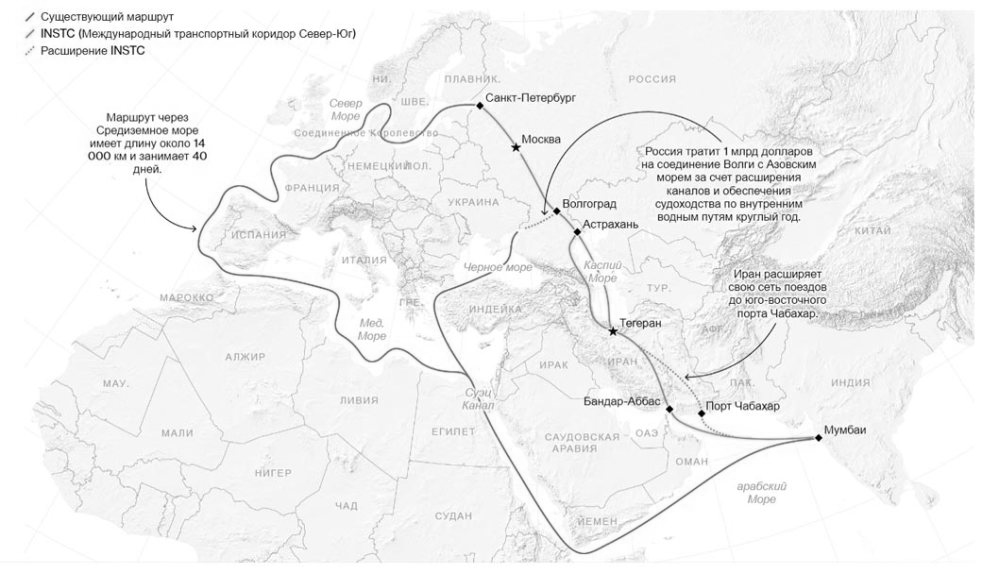 Существующий маршрут
INSTC (Международный транспортный коридор Север-Юг)
Расширение INSTC
НИ.
ПЛАВНИК.
РОССИЯ
ШВЕ.
Север
Море
Санкт-Петербург
Маршрут через
Средиземное море
имеет длину около 14
000 км и занимает 40
дней.
Соединенное Королевство
Москва
Россия тратит 1 млрд долларов
на соединение Волги с Азовским
морем за счет расширения
каналов и обеспечения
судоходства по внутренним
водным путям круглый год.
НЕМЕЦКИЙ
ПОЛ.
ФРАНЦИЯ
УКРАИНА
Волгоград
Астрахань
КИТАЙ
ИСПАНИЯ
ИТАЛИЯ
Черное море
Каспий
Море
ТУР.
Иран расширяет
свою сеть поездов
до юго-восточного
порта Чабахар.
МАРОККО
ГРЕ.
ИНДЕЙКА
Мед.
Море
Тегеран
АФГ.
АЛЖИР
ИРАК
ИРАН
МАУ.
ЛИВИЯ
Суэц
Канал
ПАК.
ИНДИЯ
Бандар-Аббас
Порт Чабахар
МАЛИ
ЕГИПЕТ
САУДОВСКАЯ
АРАВИЯ
ОАЭ
Мумбаи
ОМАН
НИГЕР
арабский
Море
ЧАД
СУДАН
ЙЕМЕН